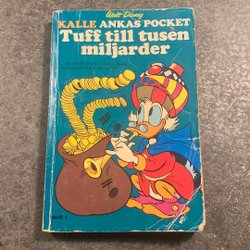 Walt Disney
KALLE ANKAS POCKET
Tuff till tusen
miljarder